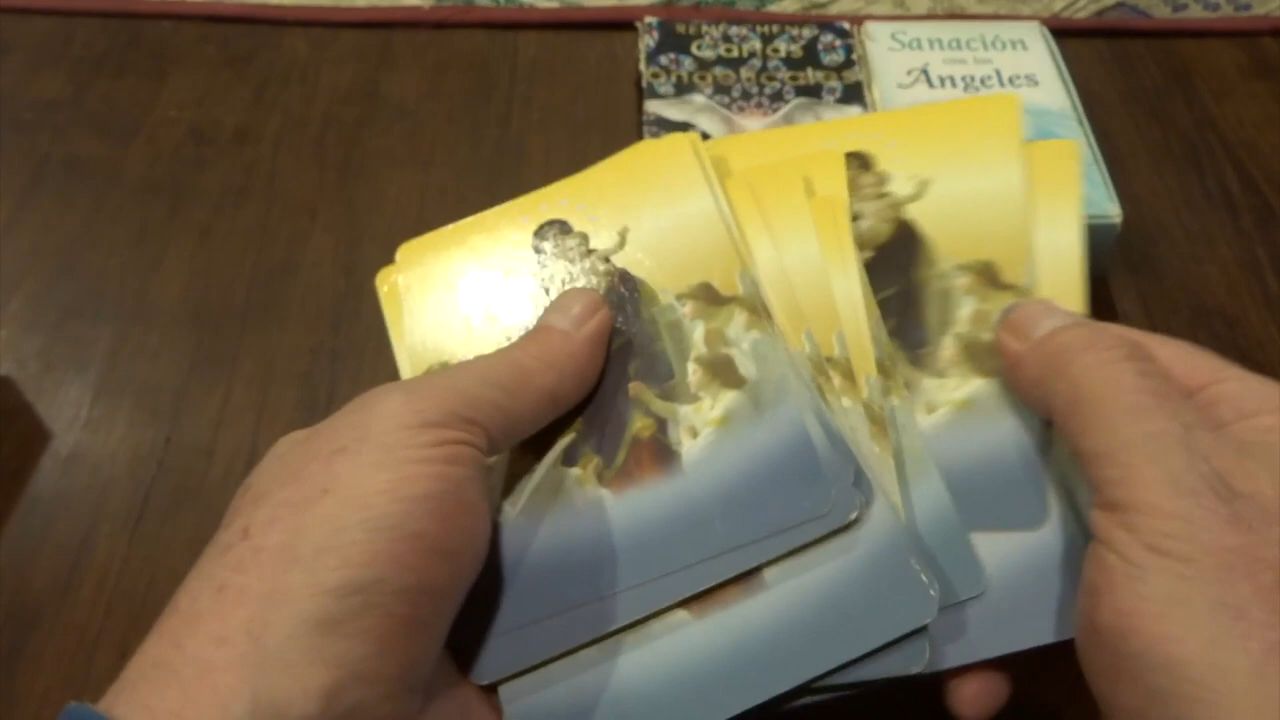 Cartas
Angelicales
Sanación
con los
Ángeles